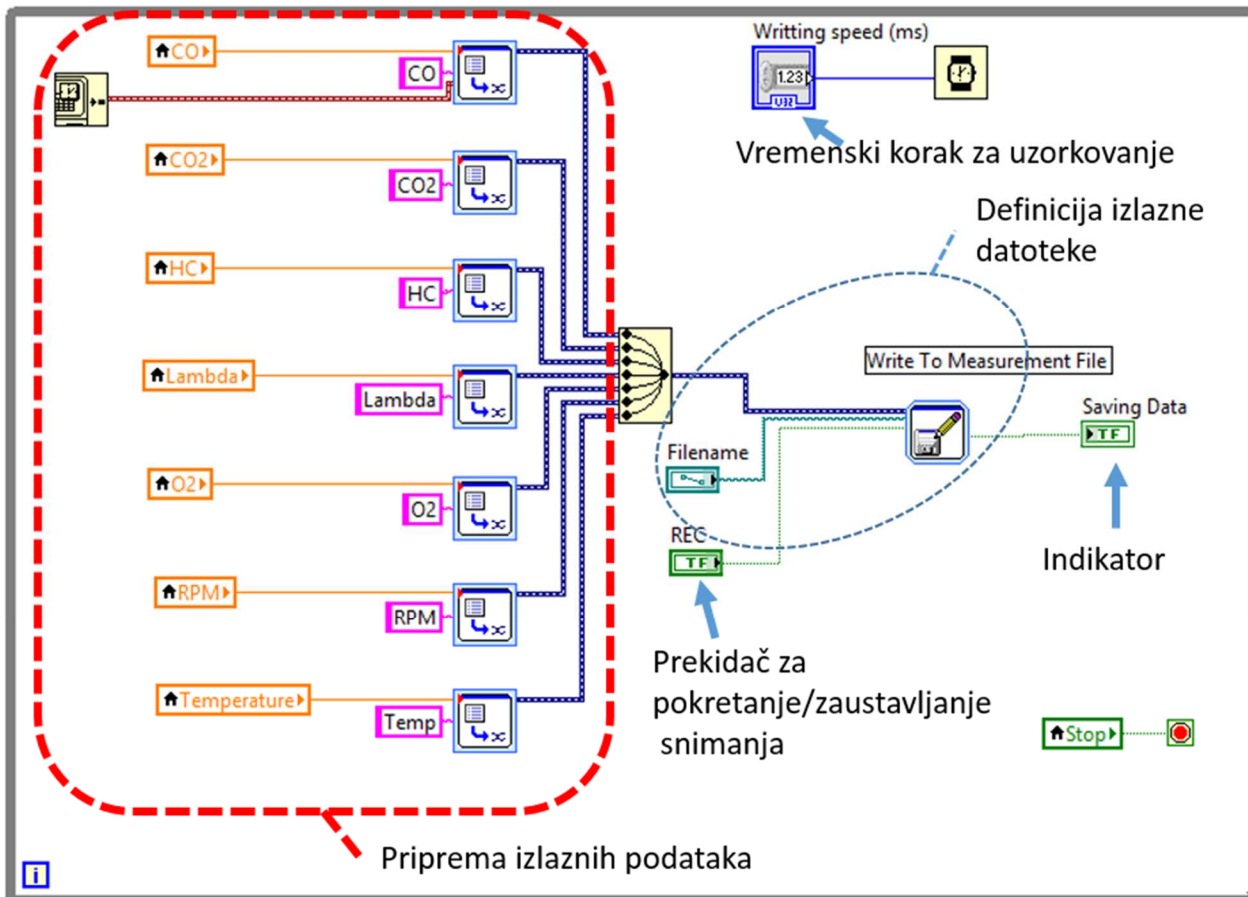 CO
CO
CO2
CO2
HC
HC
Lambda
Lambda
O2
O2
RPM
RPM
Temperature
Temp
Priprema izlaznih podataka
i
Writting speed (ms)
1.23
U32
Vremenski korak za uzorkovanje
Definicija izlazne
datoteke
Write To Measurement File
Filename
REC
TF
Saving Data
TF
Indikator
Prekidač za
pokretanje/zaustavljanje
snimanja
Stop